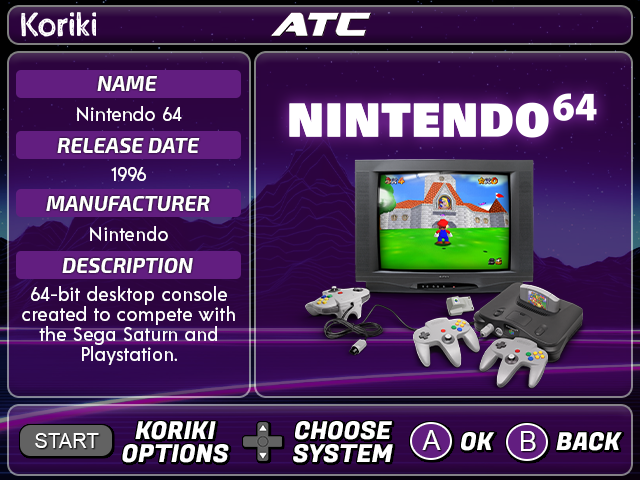 Koriki
ATC
NAME
Nintendo 64
RELEASE DATE
1996
MANUFACTURER
Nintendo
DESCRIPTION
64-bit desktop console
created to compete with
the Sega Saturn and
Playstation.
NINTENDO64
START
KORIKI
OPTIONS
CHOOSE
SYSTEM
A
OK
B
BACK